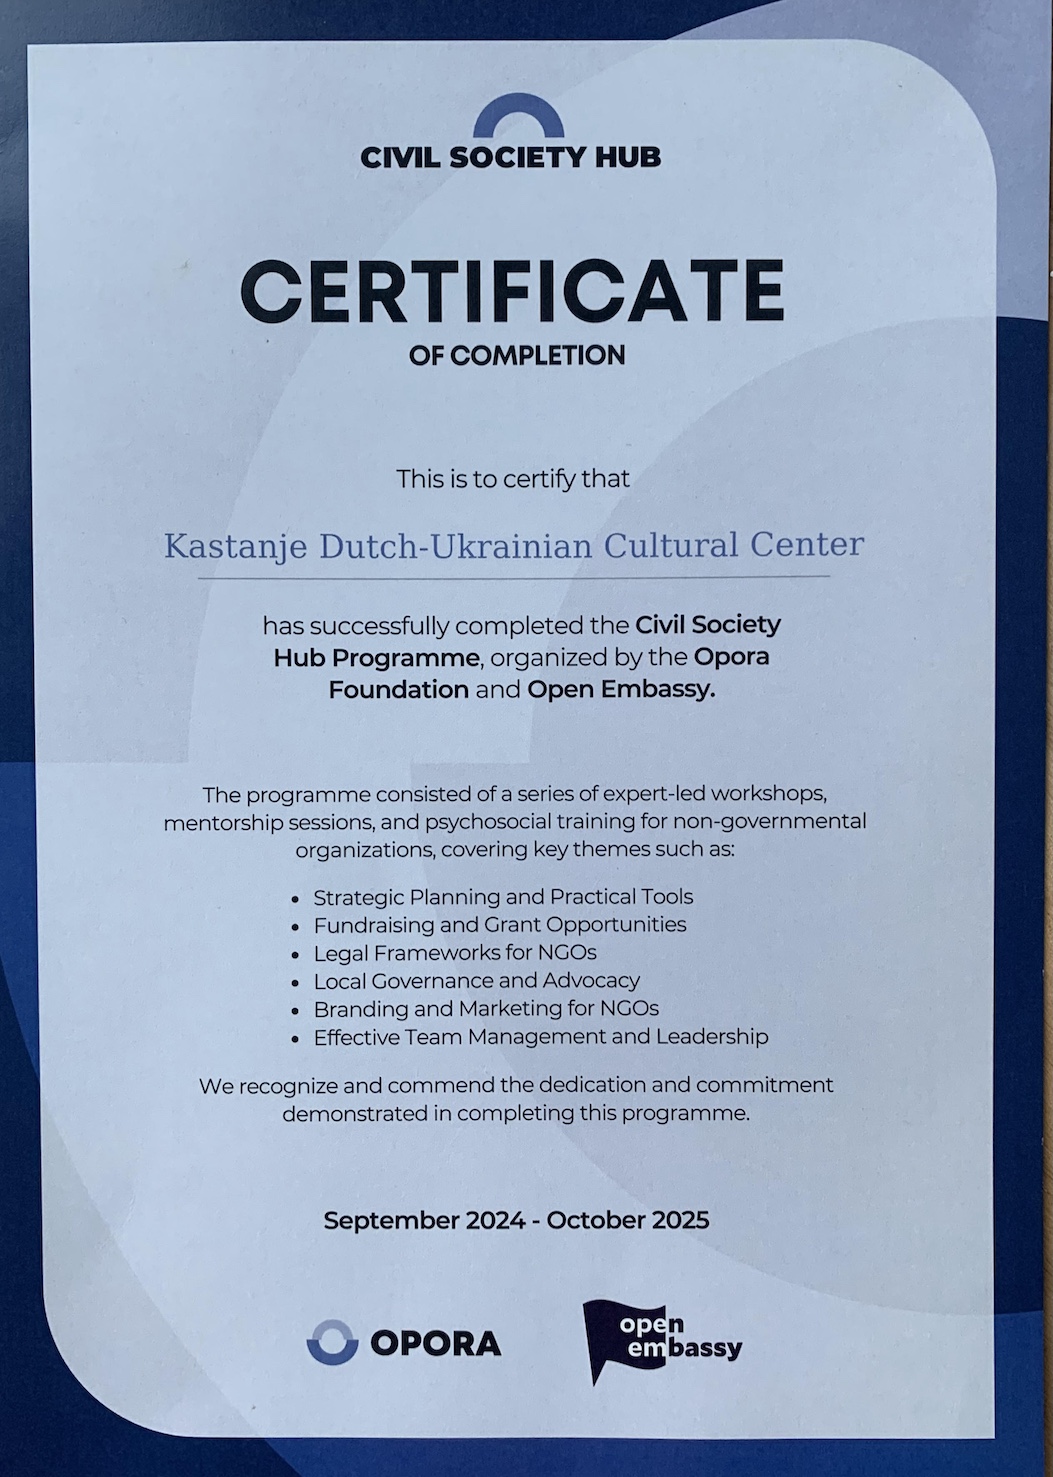 CIVIL SOCIETY HUB
CERTIFICATE
OF COMPLETION
This is to certify that
Kastanje Dutch-Ukrainian Cultural Center
has successfully completed the Civil Society
Hub Programme, organized by the Opora
Foundation and Open Embassy.
The programme consisted of a series of expert-led workshops,
mentorship sessions, and psychosocial training for non-governmental
organizations, covering key themes such as:
• Strategic Planning and Practical Tools
• Fundraising and Grant Opportunities
• Legal Frameworks for NGOs
• Local Governance and Advocacy
• Branding and Marketing for NGOs
• Effective Team Management and Leadership
We recognize and commend the dedication and commitment
demonstrated in completing this programme.
September 2024 - October 2025
OPORA
open
embassy